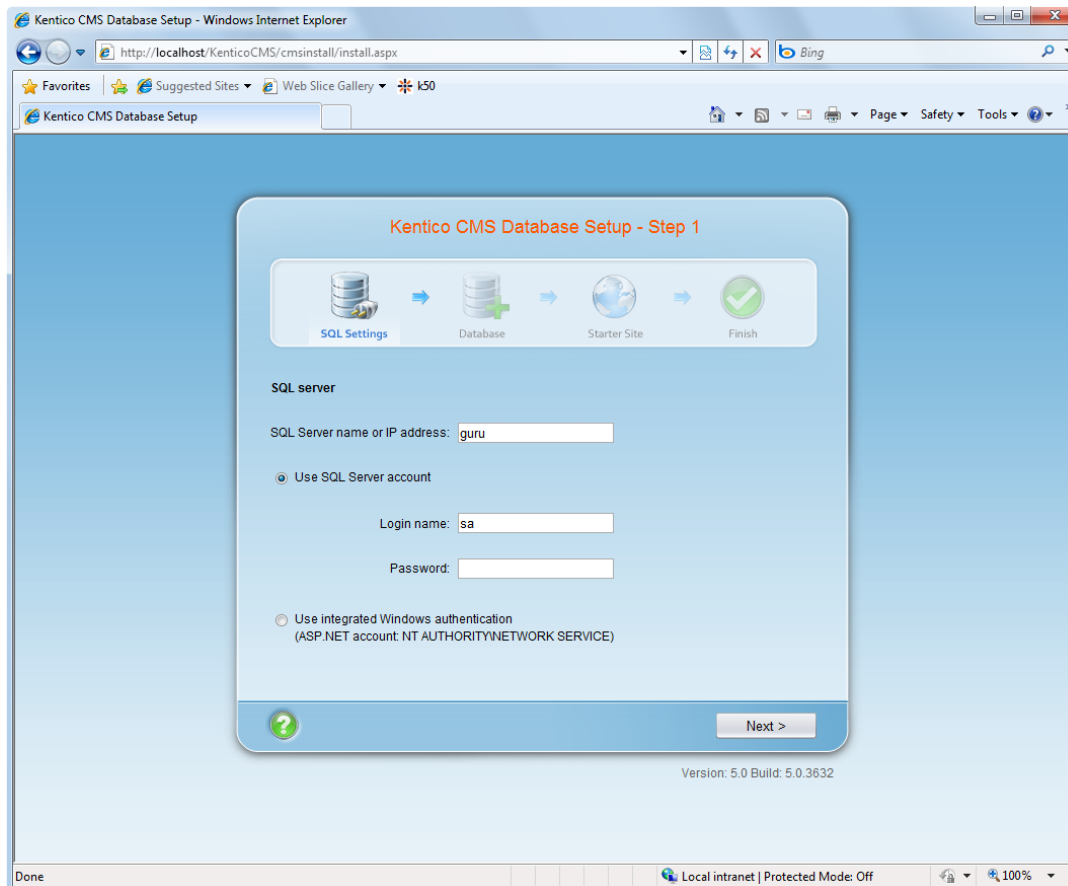 Kentico CMS Database Setup - Windows Internet Explorer
http://localhost/KenticoCMS/cmsinstall/install.aspx
Bing
Favorites
Suggested Sites
Web Slice Gallery
k50
Kentico CMS Database Setup
Page
Safety
Tools
Kentico CMS Database Setup - Step 1
SQL Settings
Database
Starter Site
Finish
SQL server
SQL Server name or IP address: guru
Use SQL Server account
Login name: sa
Password:
Use integrated Windows authentication
(ASP.NET account: NT AUTHORITY\NETWORK SERVICE)
Next >
Version: 5.0 Build: 5.0.3632
Done
Local intranet | Protected Mode: Off
100%